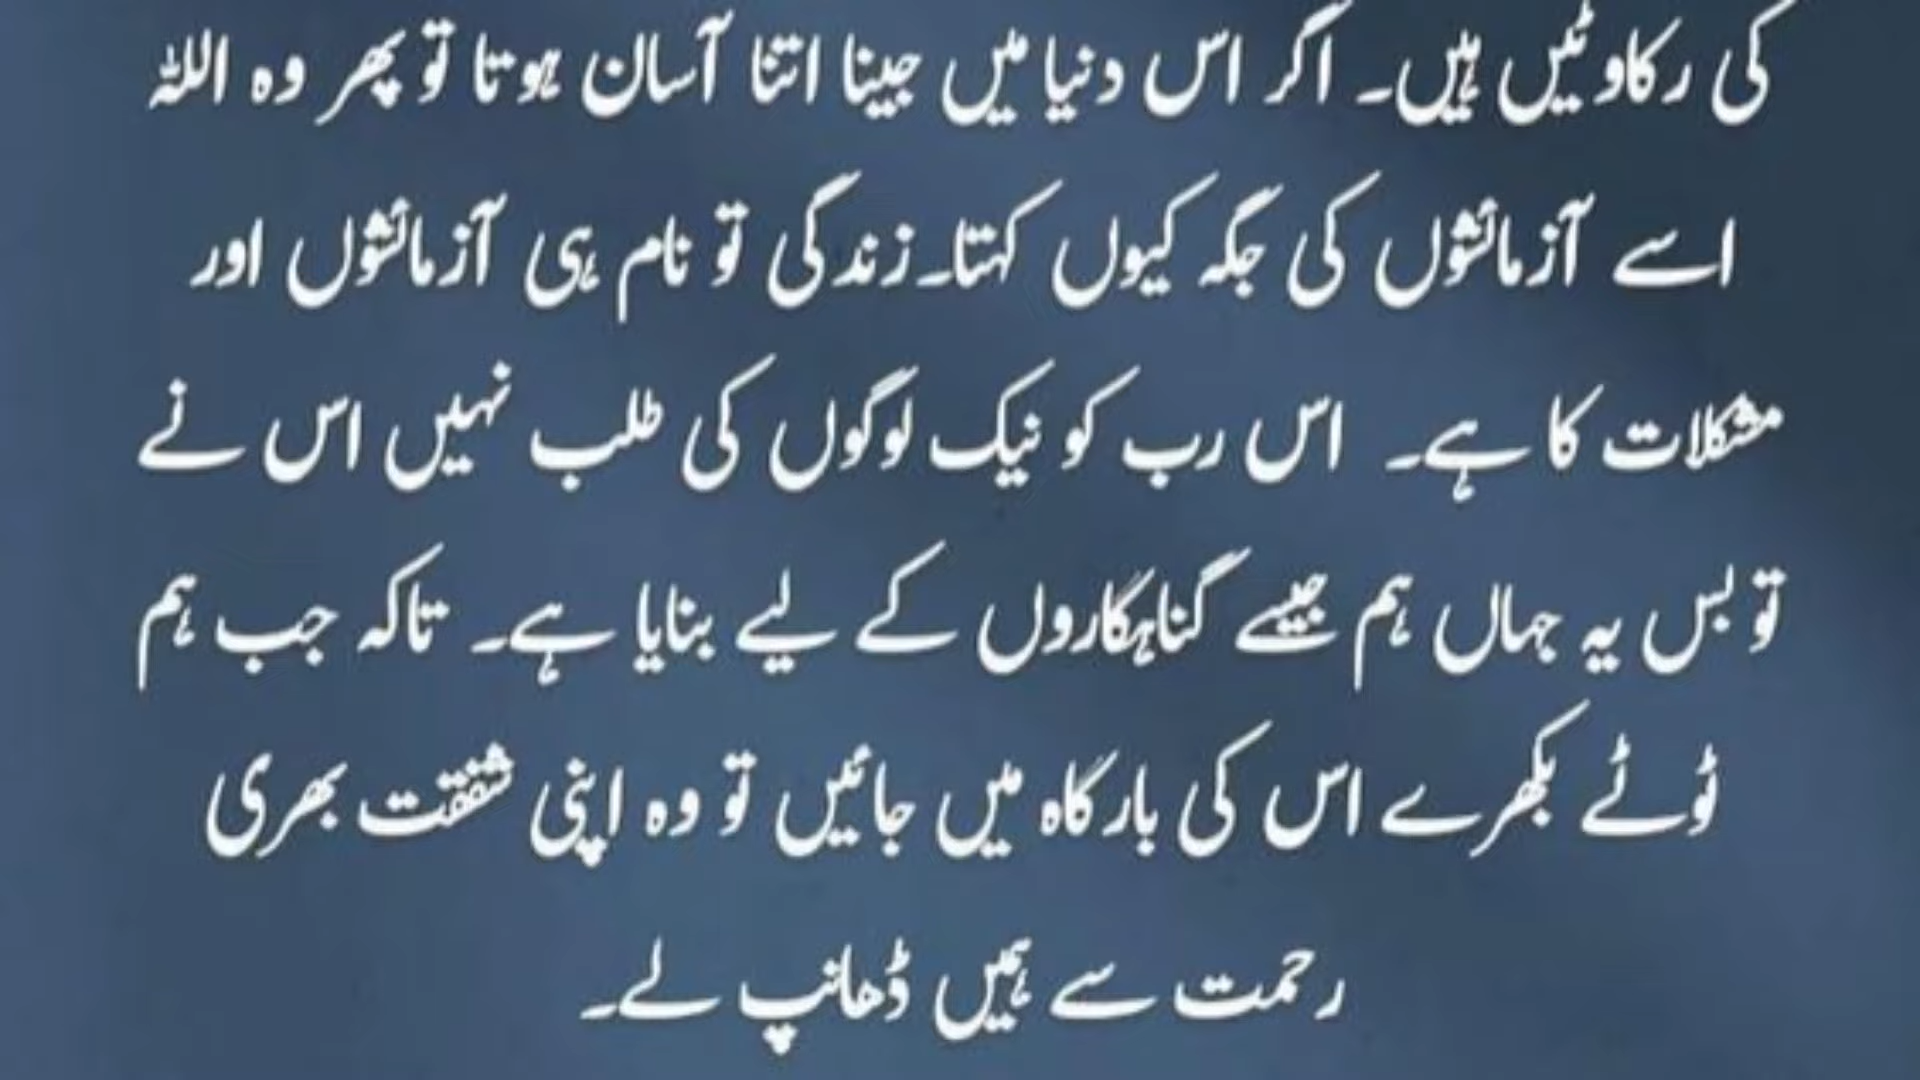 کی رکاوٹیں ہیں۔ اگر اس دنیا میں جینا اتنا آسان ہوتا تو پھر وہ اللہ
اسے آزمائشوں کی جگہ کیوں کہتا۔زندگی تو نام ہی آزمائشوں اور
مشکلات کا ہے۔ اس رب کو نیک لوگوں کی طلب نہیں اس نے
تو بس یہ جہاں ہم جیسے گناہگاروں کے لیے بنایا ہے۔ تاکہ جب ہم
ٹوٹے بکھرے اس کی بارگاہ میں جائیں تو وہ اپنی شفقت بھری
رحمت سے ہمیں ڈھانپ لے۔